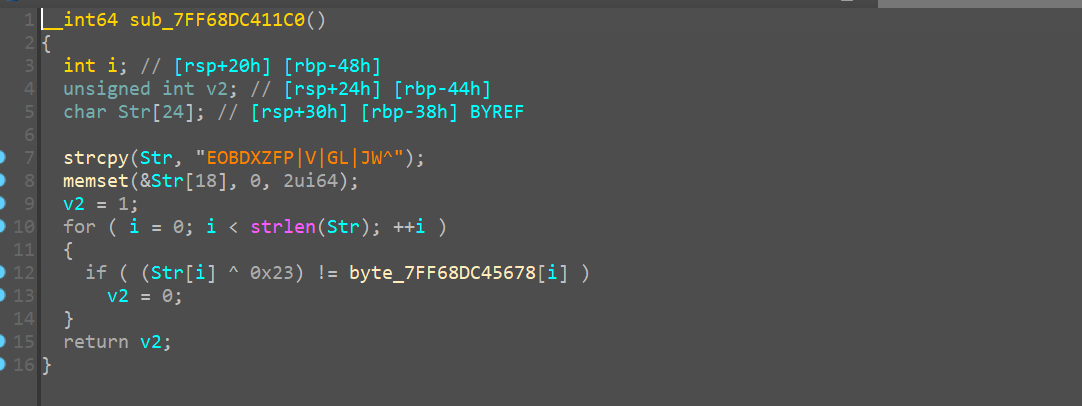 1 __int64 sub_7FF68DC411C0()
2 {
3   int i; // [rsp+20h] [rbp-48h]
4   unsigned int v2; // [rsp+24h] [rbp-44h]
5   char Str[24]; // [rsp+30h] [rbp-38h] BYREF
6
7   strcpy(Str, "EOBDXZFP|V|GL|JW^");
8   memset(&Str[18], 0, 2ui64);
9   v2 = 1;
10   for ( i = 0; i < strlen(Str); ++i )
11   {
12     if ( (Str[i] ^ 0x23) != byte_7FF68DC45678[i] )
13       v2 = 0;
14   }
15   return v2;
16 }